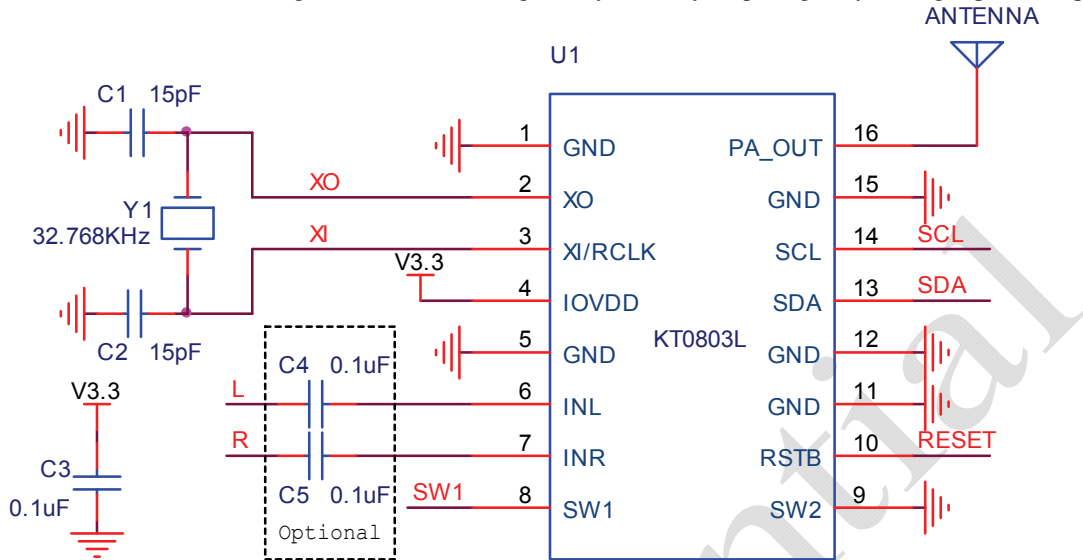 ANTENNA
U1
C1 15pF
XO
Y1
32.768KHz
XI
V3.3
C2 15pF
V3.3
C3
0.1uF
C4 0.1uF
L
R
C5 0.1uF
Optional
SW1
1 GND
2 XO
3 XI/RCLK
4 IOVDD
5 GND
6 INL
7 INR
8 SW1
KT0803L
PA_OUT 16
GND 15
SCL 14 SCL
SDA 13 SDA
GND 12
GND 11
RSTB 10 RESET
SW2 9
ntial